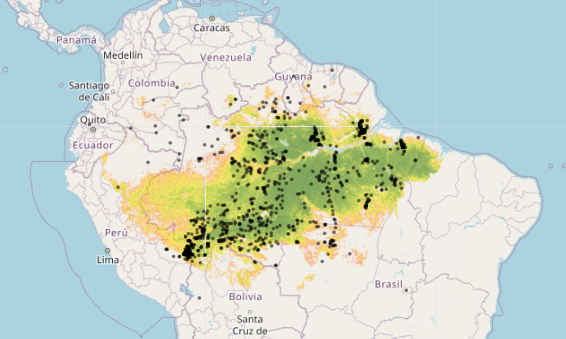 Caracas
Panamá
Medellín
Venezuela
Guyana
Santiago
de Cali
Colombia
Quito
Ecuador
Perú
Lima
Brasil
Bolivia
Santa
Cruz de